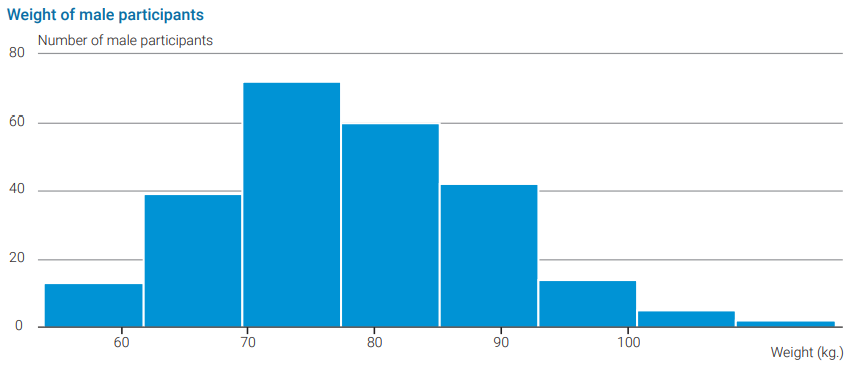 Weight of male participants
Number of male participants
80
60
40
20
0
60 70 80 90 100
Weight (kg.)